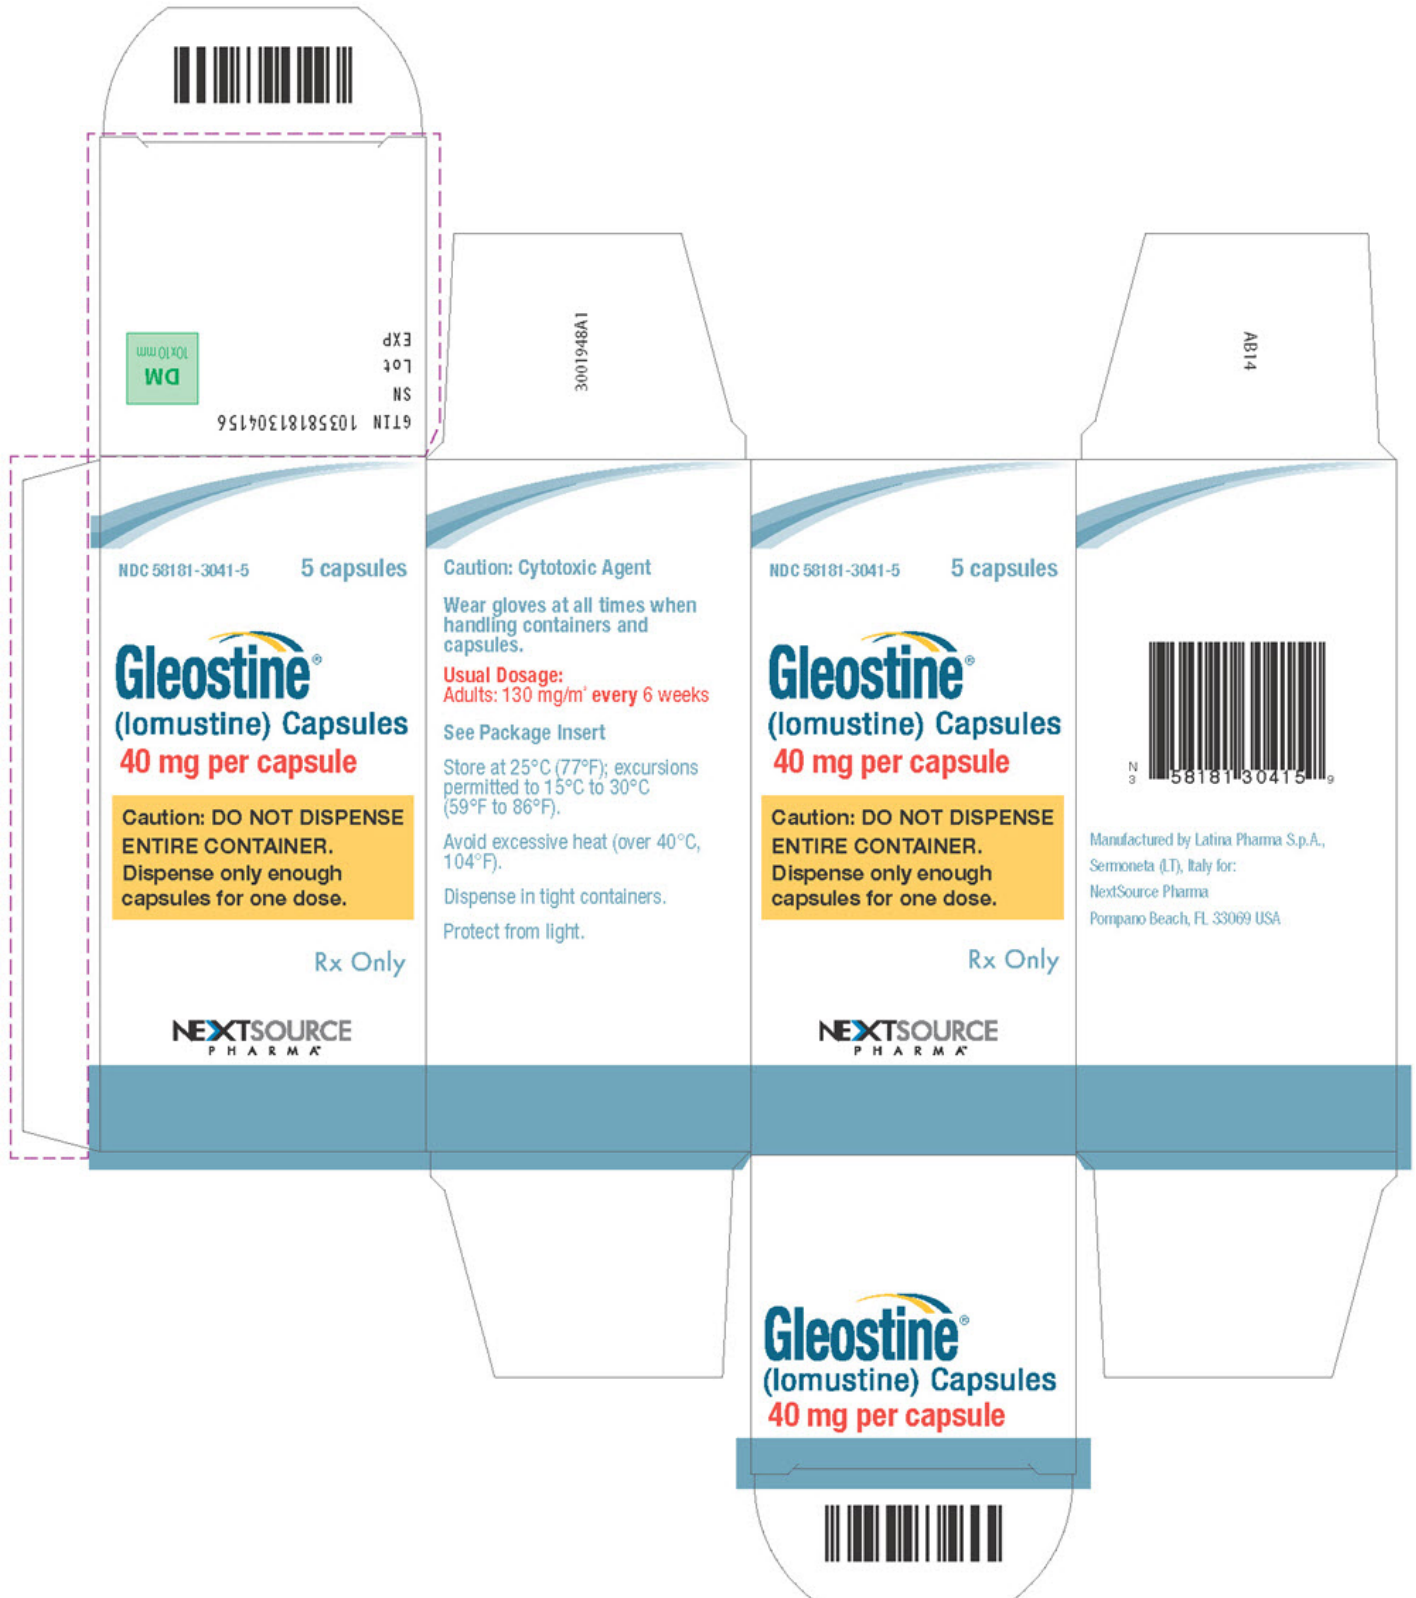 DM
10x10 mm
EXP
Lot
SN
GTIN 10358181304156
3001948A1
AB14
NDC 58181-3041-5 5 capsules
Gleostine®
(lomustine) Capsules
40 mg per capsule
Caution: DO NOT DISPENSE
ENTIRE CONTAINER.
Dispense only enough
capsules for one dose.
Rx Only
NEXTSOURCE
PHARMA™
Caution: Cytotoxic Agent
Wear gloves at all times when
handling containers and
capsules.
Usual Dosage:
Adults: 130 mg/m² every 6 weeks
See Package Insert
Store at 25°C (77°F); excursions
permitted to 15°C to 30°C
(59°F to 86°F).
Avoid excessive heat (over 40°C,
104°F).
Dispense in tight containers.
Protect from light.
NDC 58181-3041-5 5 capsules
Gleostine®
(lomustine) Capsules
40 mg per capsule
Caution: DO NOT DISPENSE
ENTIRE CONTAINER.
Dispense only enough
capsules for one dose.
Rx Only
NEXTSOURCE
PHARMA™
N
3 58181 30415 9
Manufactured by Latina Pharma S.p.A.,
Sermoneta (LT), Italy for:
NextSource Pharma
Pompano Beach, FL 33069 USA
Gleostine®
(lomustine) Capsules
40 mg per capsule